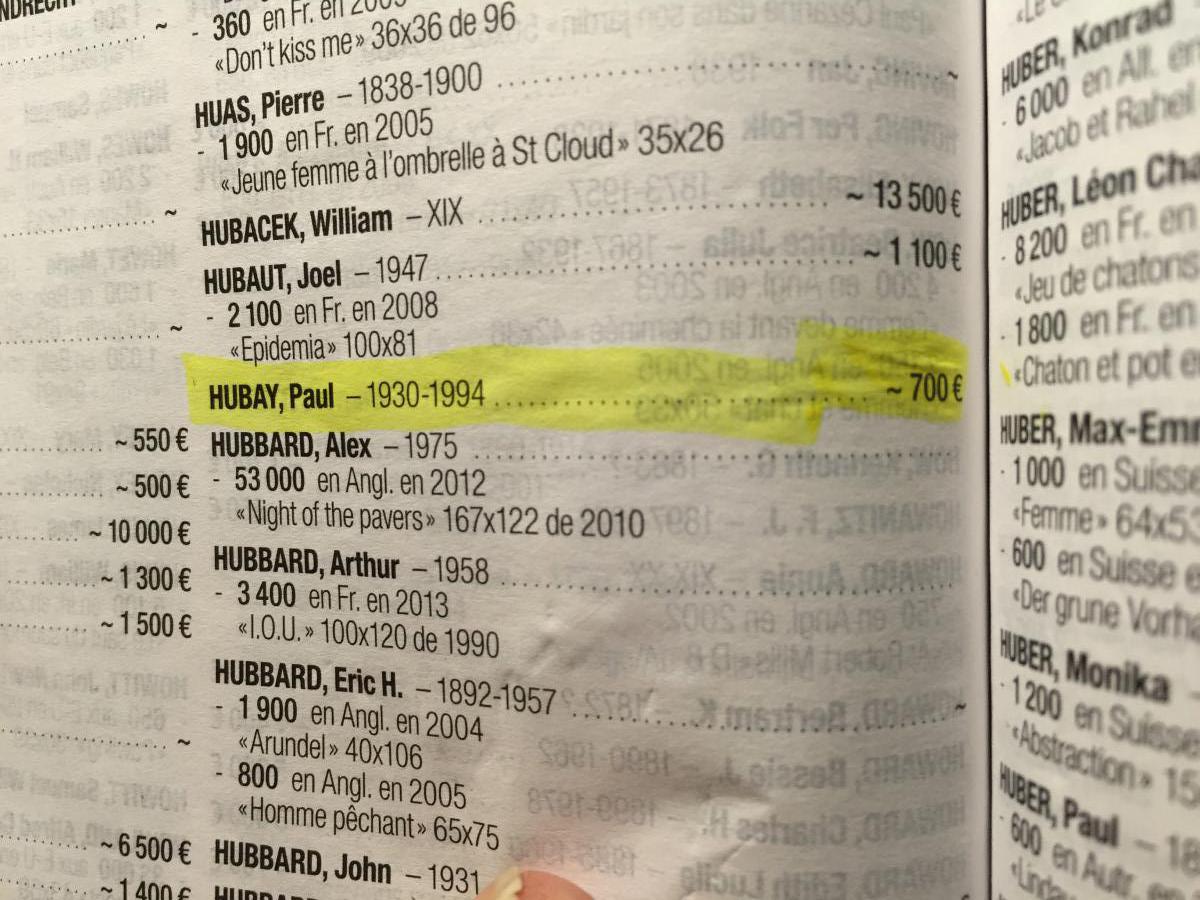 ~
- 360 en Fr. en
«Don't kiss me» 36x36 de 96
HUAS, Pierre – 1838-1900 ........ ~
- 1 900 en Fr. en 2005
«Jeune femme à l'ombrelle à St Cloud» 35x26
~
HUBACEK, William – XIX ........ ~ 13 500 €
HUBAUT, Joel – 1947 ........ ~ 1 100 €
- 2 100 en Fr. en 2008
«Epidemia» 100x81
~
HUBAY, Paul – 1930-1994 ........ ~ 700 €
~ 550 €
HUBBARD, Alex – 1975 ........
- 53 000 en Angl. en 2012
«Night of the pavers» 167x122 de 2010
~ 500 €
~ 10 000 €
HUBBARD, Arthur – 1958 ........
- 3 400 en Fr. en 2013
«I.O.U.» 100x120 de 1990
~ 1 300 €
~ 1 500 €
HUBBARD, Eric H. – 1892-1957 ........ ~
- 1 900 en Angl. en 2004
«Arundel» 40x106
- 800 en Angl. en 2005
«Homme pêchant» 65x75
~
~ 6 500 €
HUBBARD, John – 1931
~ 1 400 €
HUBER, Konrad
- 6 000 en All. en
«Jacob et Rahel
HUBER, Léon
- 8 200 en Fr. en
«Jeu de chatons
- 1 800 en Fr. en
«Chaton et pot
HUBER,
- 1 000 en Suisse
«Femme»
- 600 en Suisse
«Der grune
HUBER, Monika
- 1 200 en Suisse
«Abstraction»
HUBER, Paul
- 600 en Autr.